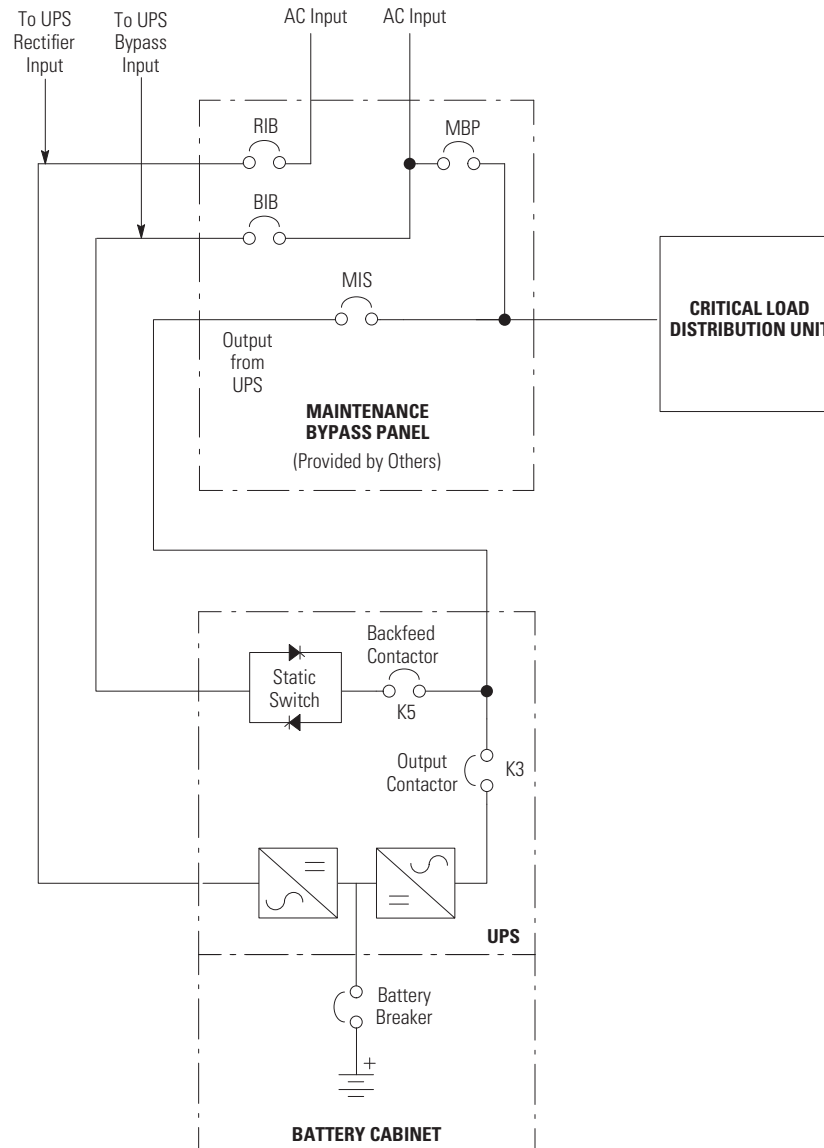 To UPS
Rectifier
Input
To UPS
Bypass
Input
AC Input
AC Input
RIB
MBP
BIB
MIS
Output
from
UPS
MAINTENANCE
BYPASS PANEL
(Provided by Others)
CRITICAL LOAD
DISTRIBUTION UNIT
Backfeed
Contactor
Static
Switch
K5
Output
Contactor
K3
UPS
Battery
Breaker
+
BATTERY CABINET